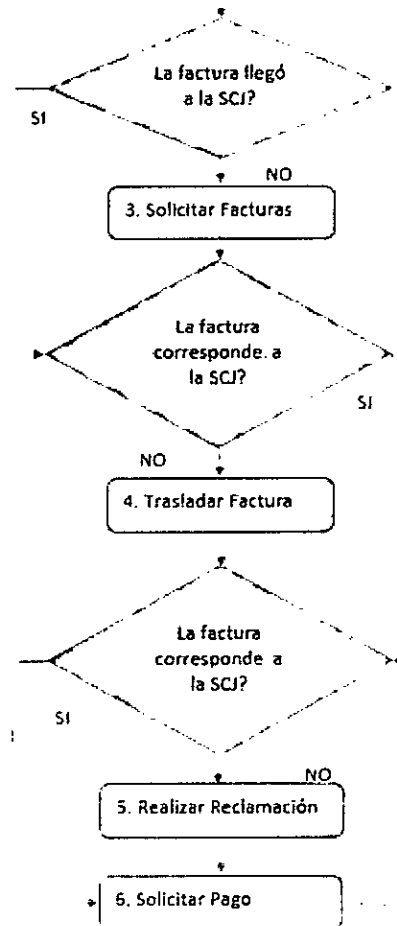 La factura llegó
a la SCJ?
SI
NO
3. Solicitar Facturas
La factura
corresponde. a
la SCJ?
SI
NO
4. Trasladar Factura
La factura
corresponde a
la SCJ?
SI
NO
5. Realizar Reclamación
6. Solicitar Pago